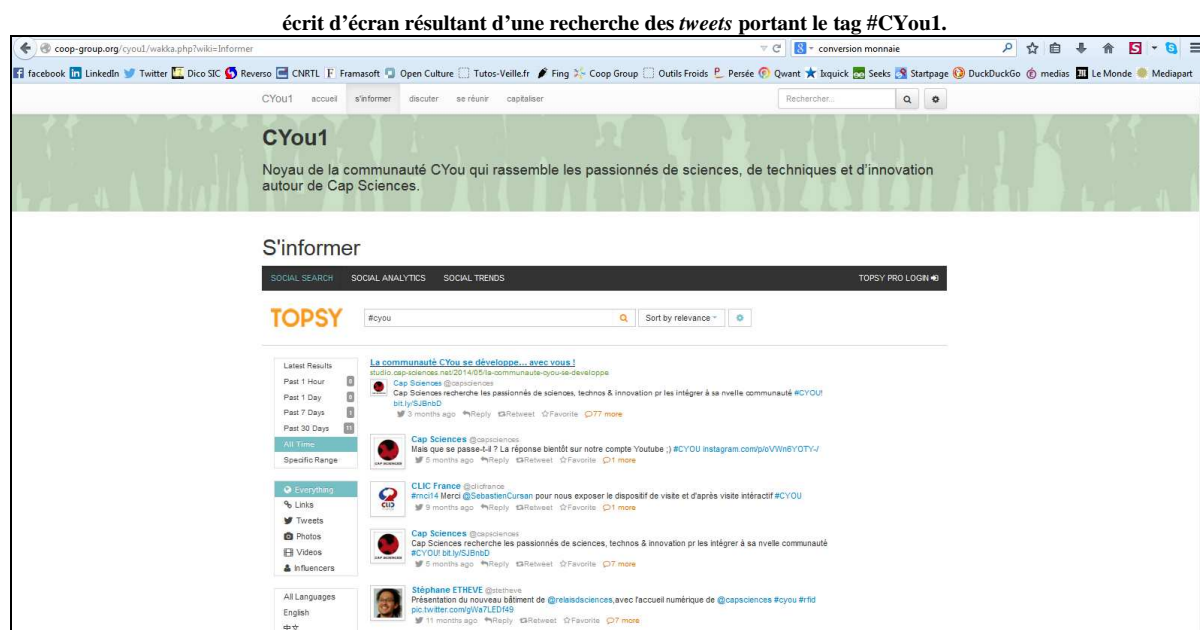 écrit d'écran résultant d'une recherche des tweets portant le tag #CYou1.
coop-group.org/cyou1/wakka.php?wiki=Informer
conversion monnaie
facebook LinkedIn Twitter Dico SIC Reverso CNRTL Framasoft Open Culture Tutos-Veille.fr Fing Coop Group Outils Froids Persée Qwant Ixquick Seeks Startpage DuckDuckGo medias Le Monde Mediapart
CYou1 accueil s'informer discuter se réunir capitaliser Rechercher...
CYou1
Noyau de la communauté CYou qui rassemble les passionnés de sciences, de techniques et d'innovation
autour de Cap Sciences.
S'informer
SOCIAL SEARCH SOCIAL ANALYTICS SOCIAL TRENDS TOPSY PRO LOGIN
TOPSY #cyou Sort by relevance
Latest Results
Past 1 Hour
Past 1 Day
Past 7 Days
Past 30 Days
All Time
Specific Range
Everything
Links
Tweets
Photos
Videos
Influencers
All Languages
English
中文
La communauté CYou se développe... avec vous !
studio.cap-sciences.net/2014/05/la-communaute-cyou-se-developpe
Cap Sciences @capsciences
Cap Sciences recherche les passionnés de sciences, technos & innovation pr les intégrer à sa nvelle communauté #CYOU!
bit.ly/SJBnbD
3 months ago Reply Retweet Favorite 77 more
Cap Sciences @capsciences
Mais que se passe-t-il ? La réponse bientôt sur notre compte Youtube ;) #CYOU instagram.com/p/oVWn6YOTY-/
5 months ago Reply Retweet Favorite 1 more
CLIC France @clicfrance
#rnci14 Merci @SebastienCursan pour nous exposer le dispositif de visite et d'après visite intéractif #CYOU
9 months ago Reply Retweet Favorite 1 more
Cap Sciences @capsciences
Cap Sciences recherche les passionnés de sciences, technos & innovation pr les intégrer à sa nvelle communauté
#CYOU! bit.ly/SJBnbD
5 months ago Reply Retweet Favorite 7 more
Stéphane ETHEVE @stetheve
Présentation du nouveau bâtiment de @relaisdsciences,avec l'accueil numérique de @capsciences #cyou #rfid
pic.twitter.com/gWa7LEDf49
11 months ago Reply Retweet Favorite 7 more